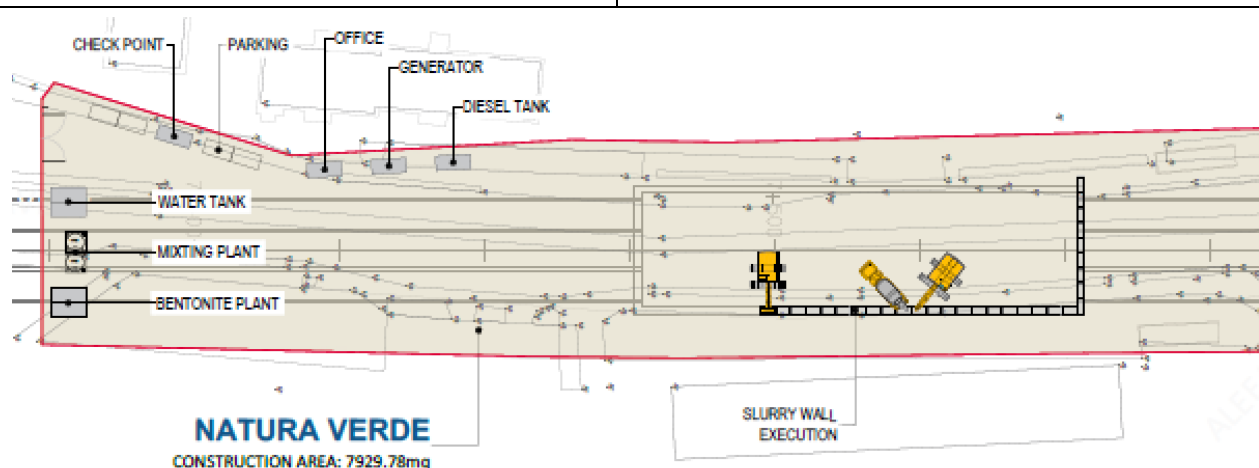 CHECK POINT
PARKING
OFFICE
GENERATOR
DIESEL TANK
WATER TANK
MIXTING PLANT
BENTONITE PLANT
SLURRY WALL
EXECUTION
NATURA VERDE
CONSTRUCTION AREA: 7929.78mq